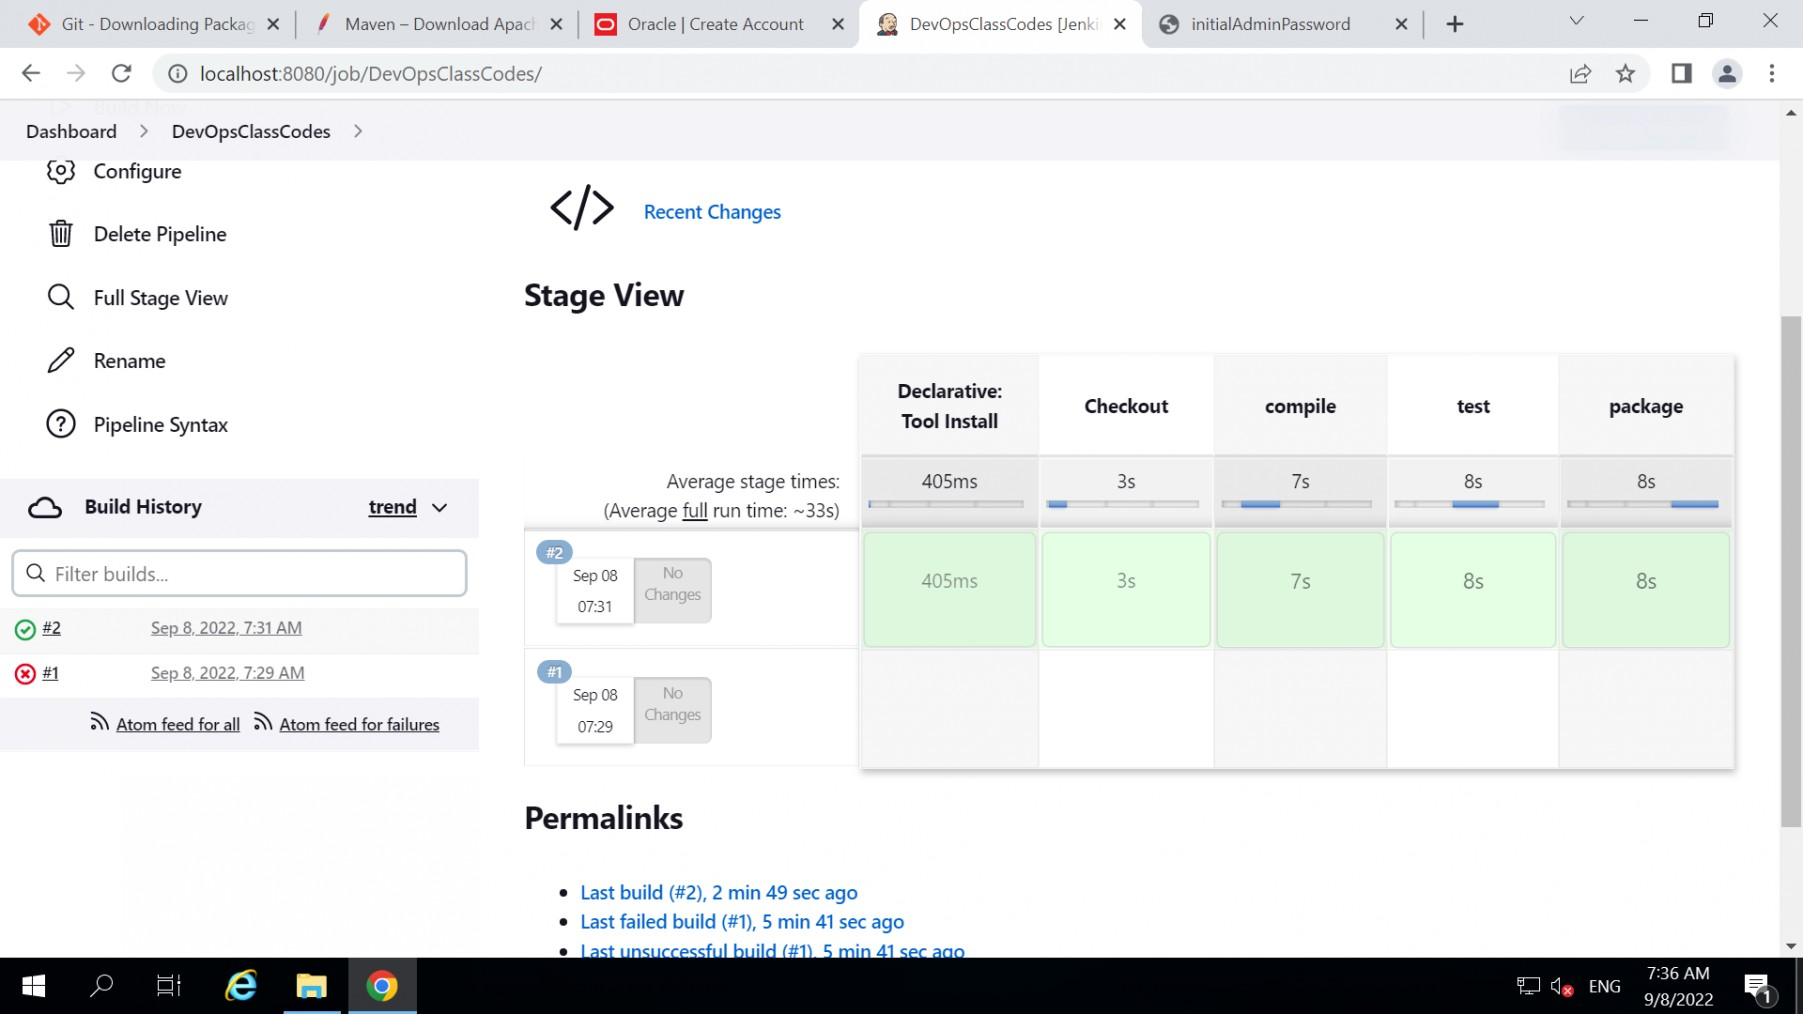 Git - Downloading Packag
Maven – Download Apach
Oracle | Create Account
DevOpsClassCodes [Jenki
initialAdminPassword
localhost:8080/job/DevOpsClassCodes/
Build Now
Dashboard
DevOpsClassCodes
Configure
Delete Pipeline
Full Stage View
Rename
Pipeline Syntax
Build History
trend
Filter builds...
#2
Sep 8, 2022, 7:31 AM
#1
Sep 8, 2022, 7:29 AM
Atom feed for all
Atom feed for failures
Recent Changes
Stage View
Declarative:
Tool Install
Checkout
compile
test
package
Average stage times:
(Average full run time: ~33s)
405ms
3s
7s
8s
8s
#2
Sep 08
07:31
No
Changes
405ms
3s
7s
8s
8s
#1
Sep 08
07:29
No
Changes
Permalinks
Last build (#2), 2 min 49 sec ago
Last failed build (#1), 5 min 41 sec ago
Last unsuccessful build (#1), 5 min 41 sec ago
ENG
7:36 AM
9/8/2022
1